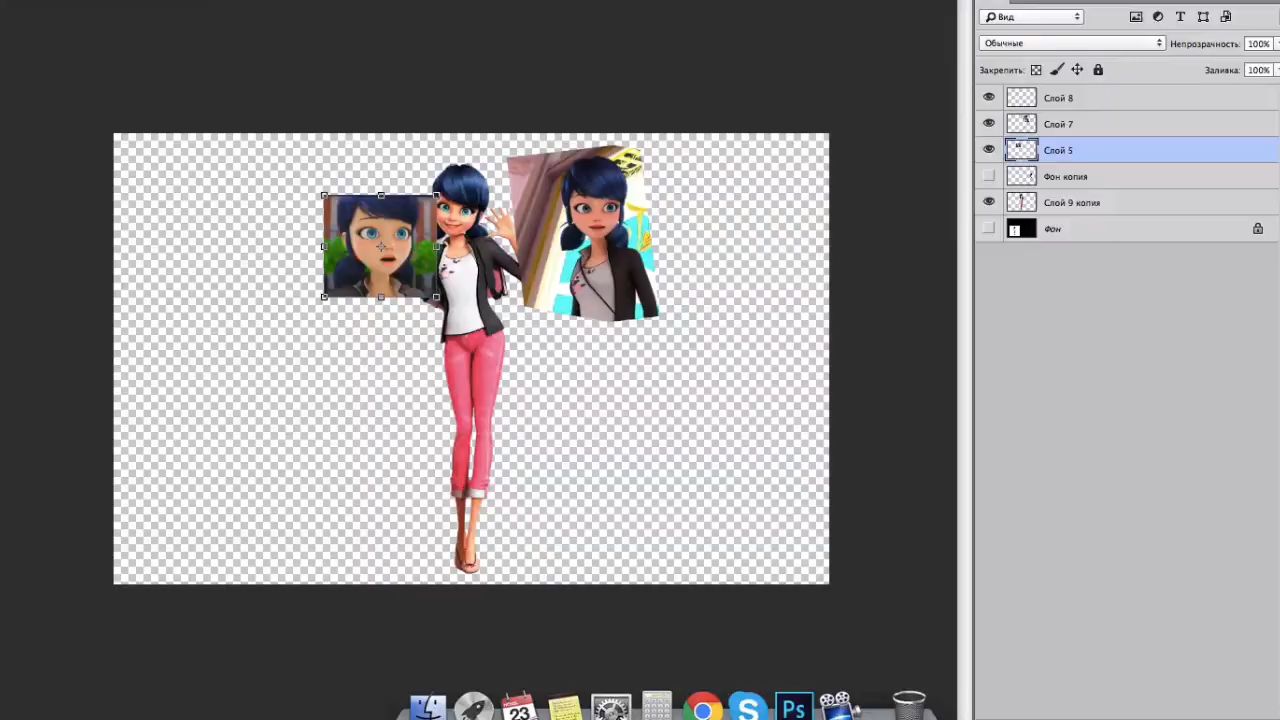 Вид
T
Обычные
Непрозрачность: 100%
Закрепить:
Заливка: 100%
Слой 8
Слой 7
Слой 5
Фон копия
Слой 9 копия
Фон
23
S
Ps